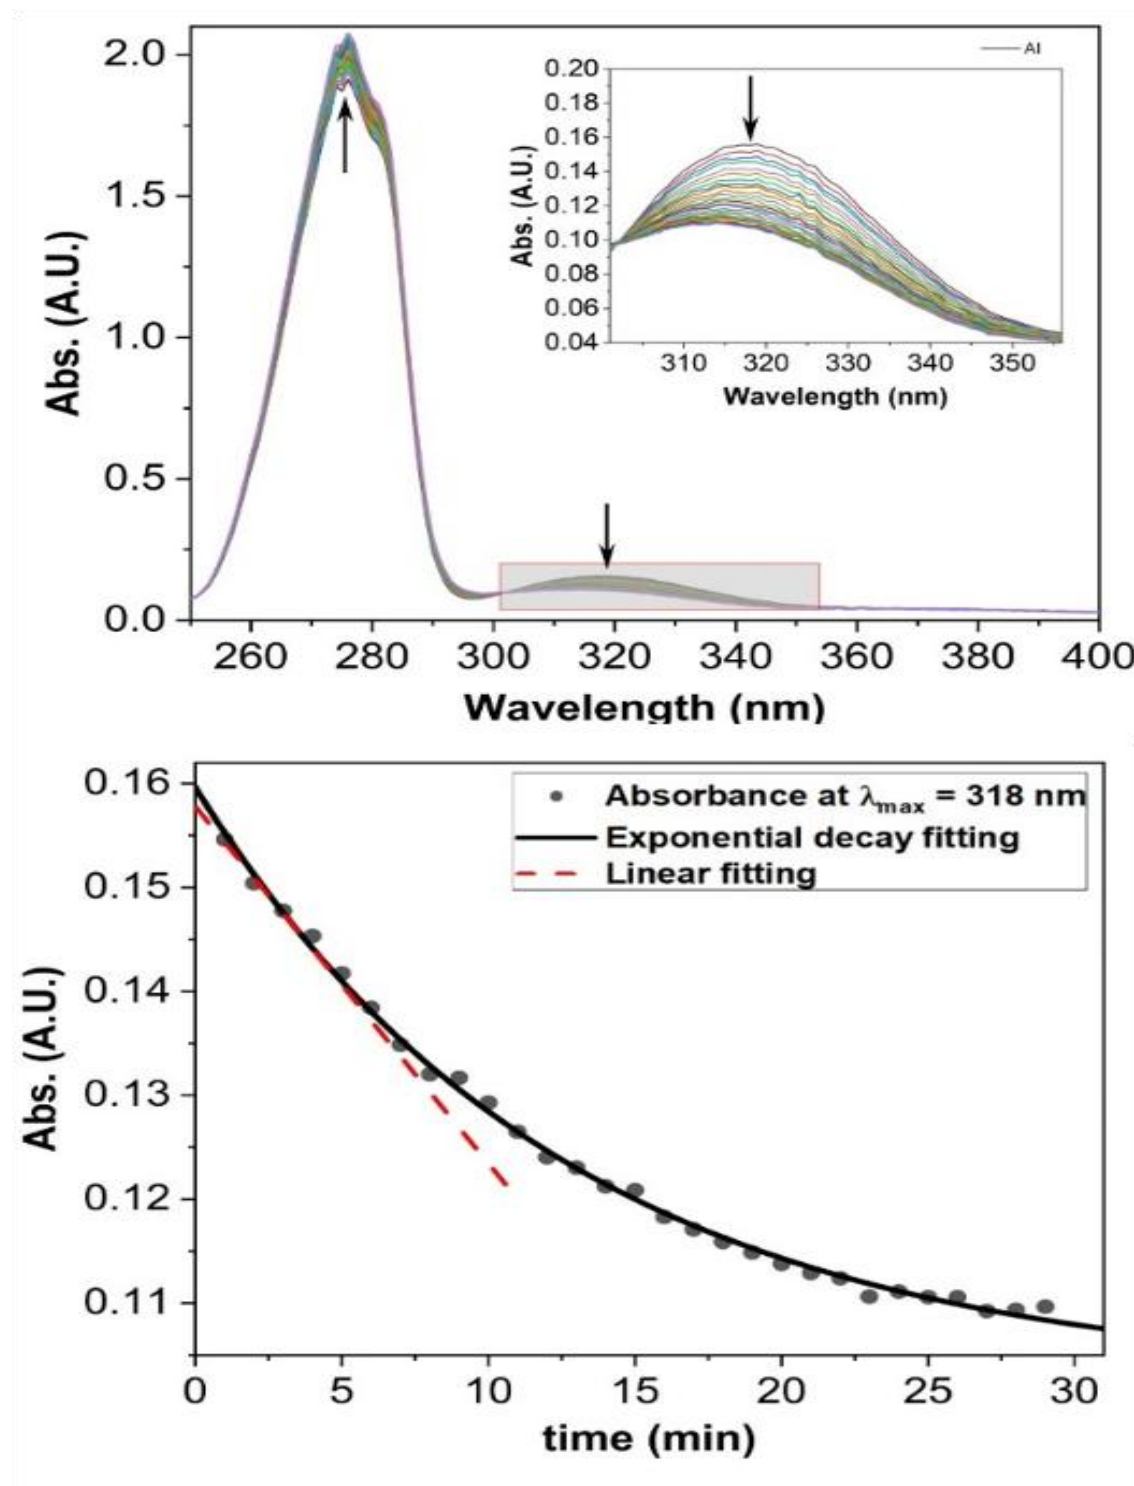 2.0
1.5
1.0
0.5
0.0
Abs. (A.U.)
260 280 300 320 340 360 380 400
Wavelength (nm)
AI
0.20
0.18
0.16
0.14
0.12
0.10
0.08
0.06
0.04
Abs. (A.U.)
310 320 330 340 350
Wavelength (nm)
0.16
0.15
0.14
0.13
0.12
0.11
Abs. (A.U.)
Absorbance at λmax = 318 nm
Exponential decay fitting
Linear fitting
0 5 10 15 20 25 30
time (min)